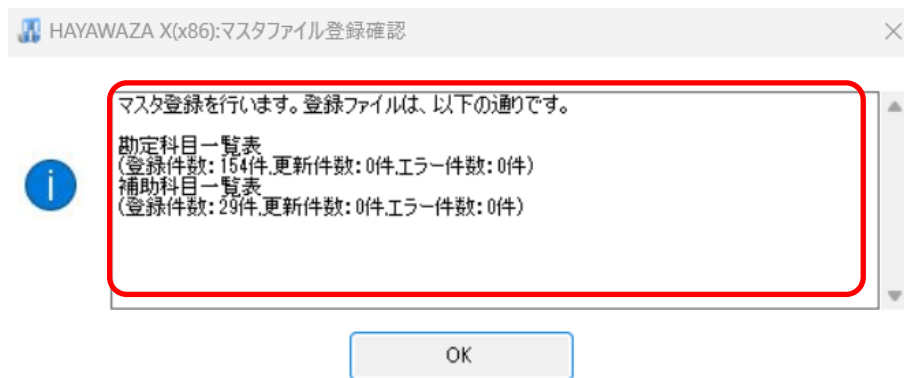 HAYAWAZA X(x86):マスタファイル登録確認
マスタ登録を行います。登録ファイルは、以下の通りです。
勘定科目一覧表
(登録件数: 154件,更新件数: 0件,エラー件数: 0件)
補助科目一覧表
(登録件数: 29件,更新件数: 0件,エラー件数: 0件)
OK